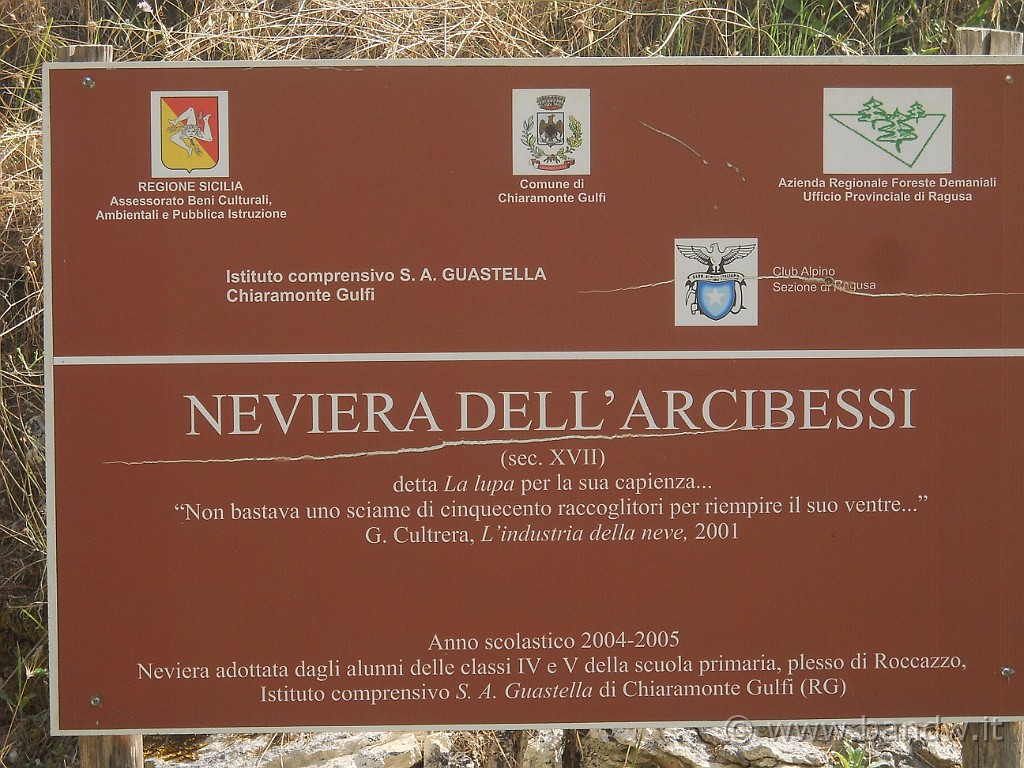 REGIONE SICILIA
Assessorato Beni Culturali,
Ambientali e Pubblica Istruzione
Comune di
Chiaramonte Gulfi
Azienda Regionale Foreste Demaniali
Ufficio Provinciale di Ragusa
Istituto comprensivo S. A. GUASTELLA
Chiaramonte Gulfi
Club Alpino
Sezione di Ragusa
NEVIERA DELL'ARCIBESSI
(sec. XVII)
detta La lupa per la sua capienza...
“Non bastava uno sciame di cinquecento raccoglitori per riempire il suo ventre...”
G. Cultrera, L'industria della neve, 2001
Anno scolastico 2004-2005
Neviera adottata dagli alunni delle classi IV e V della scuola primaria, plesso di Roccazzo,
Istituto comprensivo S. A. Guastella di Chiaramonte Gulfi (RG)
© www.bandw.it